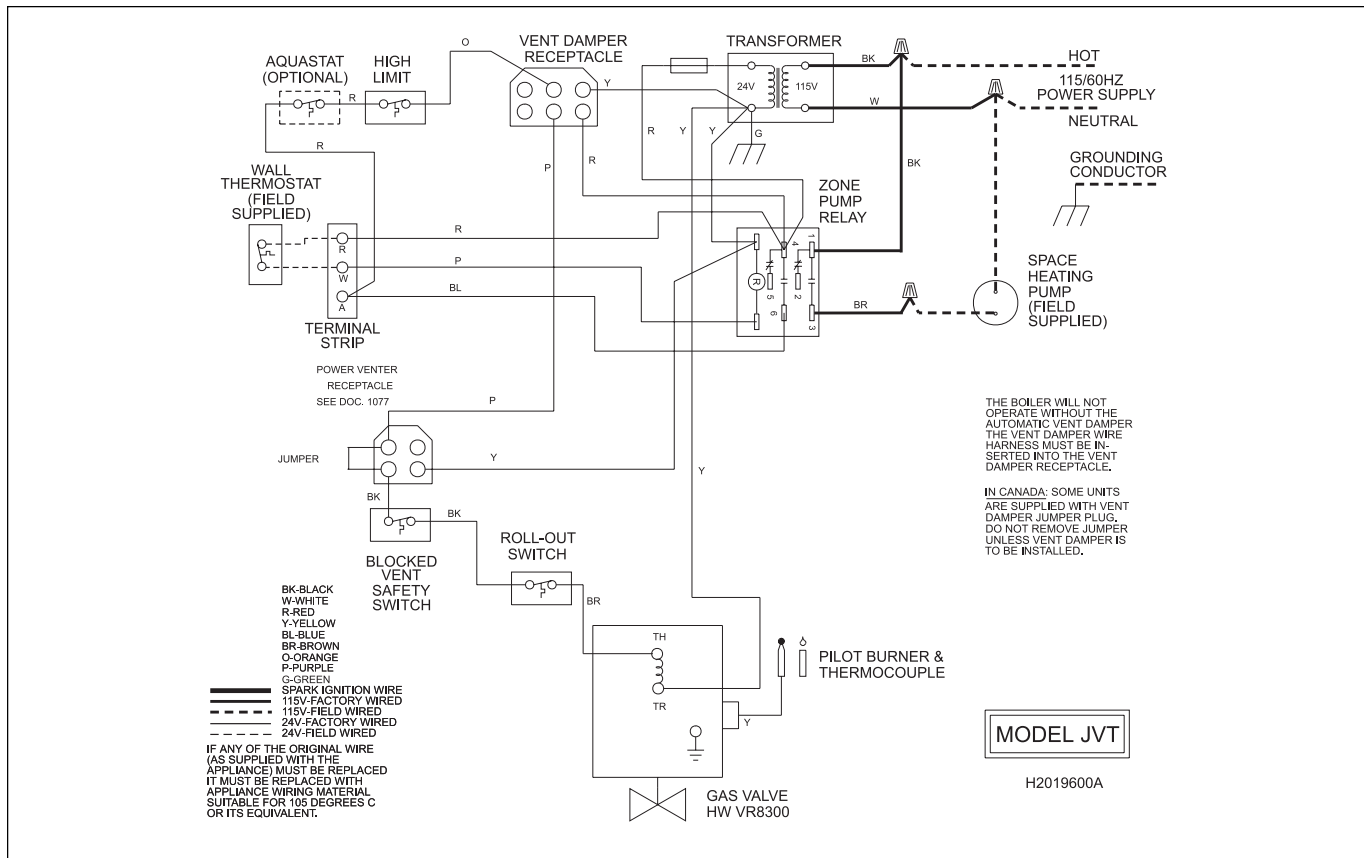 VENT DAMPER
RECEPTACLE
TRANSFORMER
AQUASTAT
(OPTIONAL)
HIGH
LIMIT
O
R
Y
24V
115V
BK
W
HOT
115/60HZ
POWER SUPPLY
NEUTRAL
R
Y
Y
G
R
P
R
BK
GROUNDING
CONDUCTOR
WALL
THERMOSTAT
(FIELD
SUPPLIED)
ZONE
PUMP
RELAY
R
R
P
W
BL
A
TERMINAL
STRIP
1
4
R
5
2
6
3
BR
SPACE
HEATING
PUMP
(FIELD
SUPPLIED)
POWER VENTER
RECEPTACLE
SEE DOC. 1077
P
JUMPER
Y
Y
BK
BK
BLOCKED
VENT
SAFETY
SWITCH
ROLL-OUT
SWITCH
BR
THE BOILER WILL NOT
OPERATE WITHOUT THE
AUTOMATIC VENT DAMPER
THE VENT DAMPER WIRE
HARNESS MUST BE IN-
SERTED INTO THE VENT
DAMPER RECEPTACLE.
IN CANADA: SOME UNITS
ARE SUPPLIED WITH VENT
DAMPER JUMPER PLUG.
DO NOT REMOVE JUMPER
UNLESS VENT DAMPER IS
TO BE INSTALLED.
BK-BLACK
W-WHITE
R-RED
Y-YELLOW
BL-BLUE
BR-BROWN
O-ORANGE
P-PURPLE
G-GREEN
SPARK IGNITION WIRE
115V-FACTORY WIRED
115V-FIELD WIRED
24V-FACTORY WIRED
24V-FIELD WIRED
IF ANY OF THE ORIGINAL WIRE
(AS SUPPLIED WITH THE
APPLIANCE) MUST BE REPLACED
IT MUST BE REPLACED WITH
APPLIANCE WIRING MATERIAL
SUITABLE FOR 105 DEGREES C
OR ITS EQUIVALENT.
TH
TR
Y
PILOT BURNER &
THERMOCOUPLE
GAS VALVE
HW VR8300
MODEL JVT
H2019600A